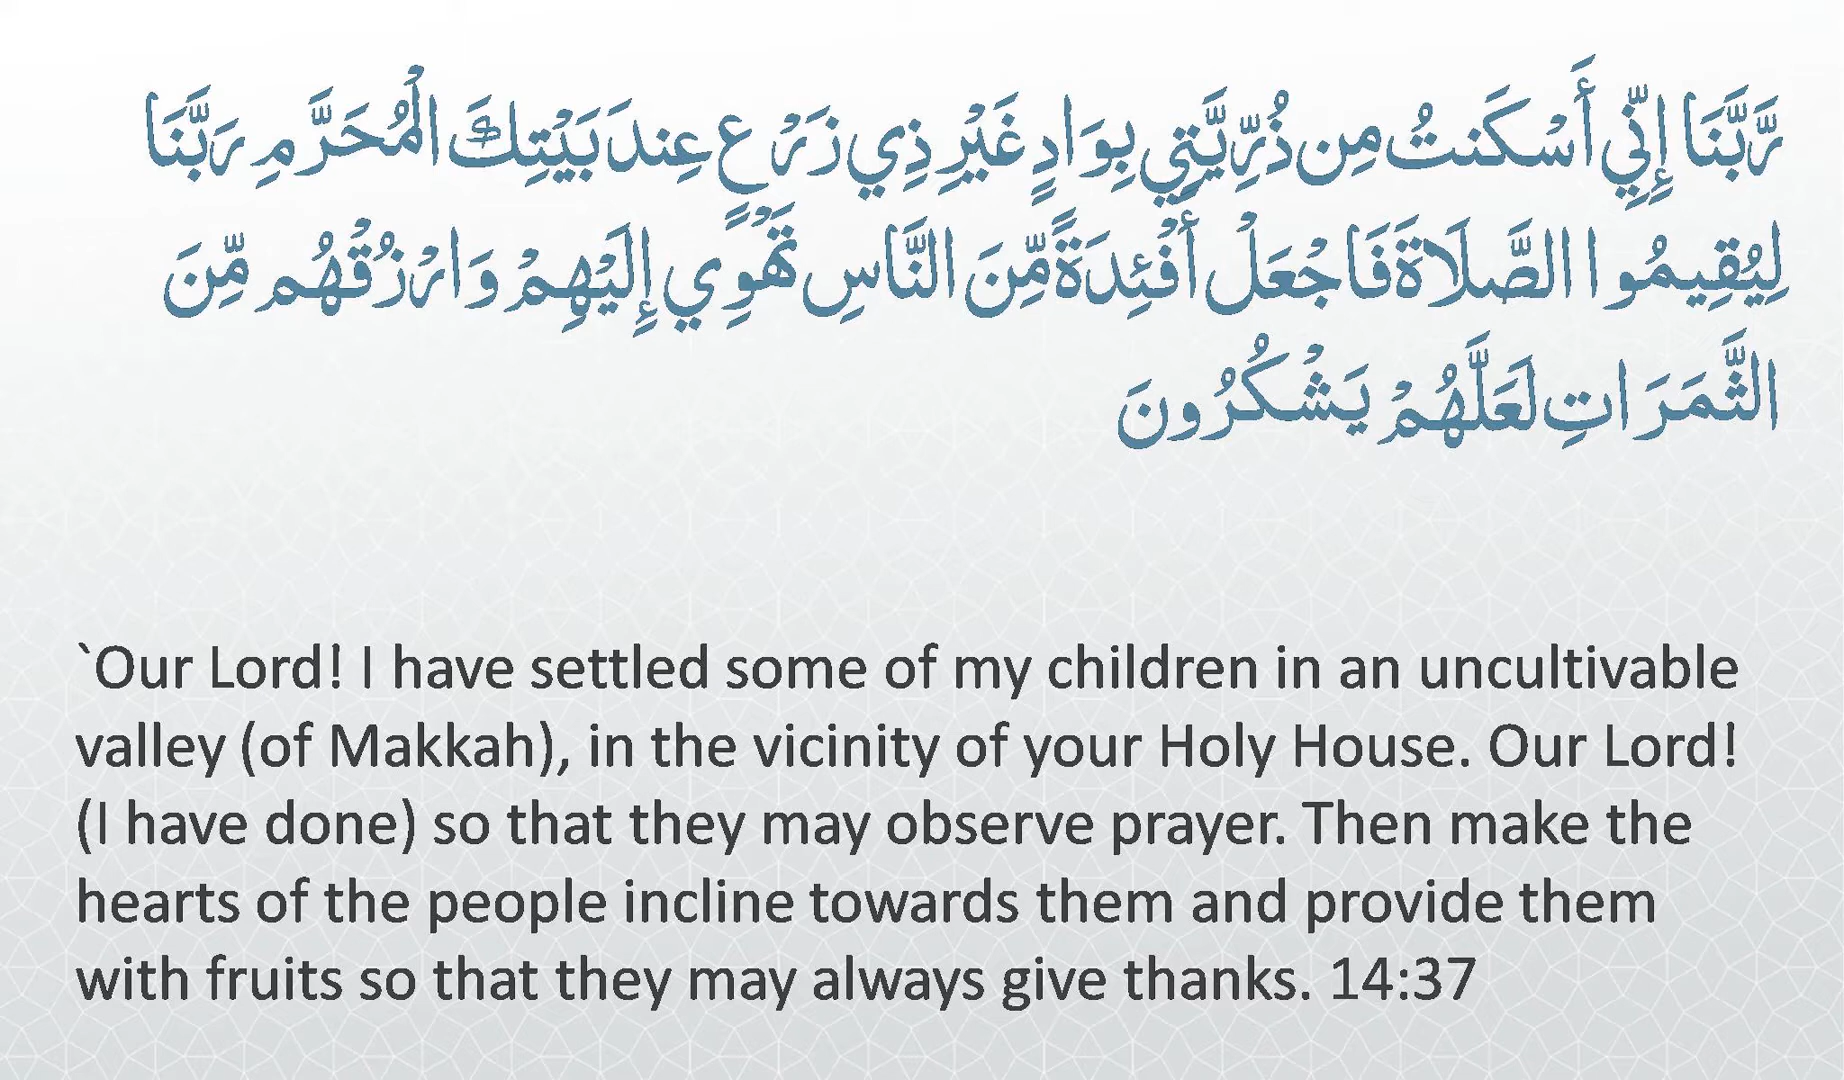 رَّبَّنَا إِنِّي أَسْكَنتُ مِن ذُرِّيَّتِي بِوَادٍ غَيْرِ ذِي زَرْعٍ عِندَ بَيْتِكَ الْمُحَرَّمِ رَبَّنَا
لِيُقِيمُوا الصَّلَاةَ فَاجْعَلْ أَفْئِدَةً مِّنَ النَّاسِ تَهْوِي إِلَيْهِمْ وَارْزُقْهُم مِّنَ
الثَّمَرَاتِ لَعَلَّهُمْ يَشْكُرُونَ
`Our Lord! I have settled some of my children in an uncultivable
valley (of Makkah), in the vicinity of your Holy House. Our Lord!
(I have done) so that they may observe prayer. Then make the
hearts of the people incline towards them and provide them
with fruits so that they may always give thanks. 14:37